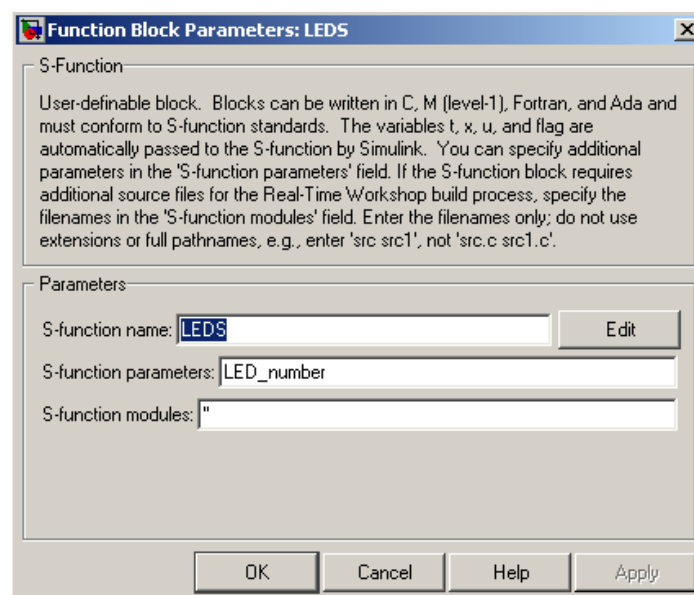 Function Block Parameters: LEDS
S-Function
User-definable block.  Blocks can be written in C, M (level-1), Fortran, and Ada and
must conform to S-function standards.  The variables t, x, u, and flag are
automatically passed to the S-function by Simulink.  You can specify additional
parameters in the 'S-function parameters' field. If the S-function block requires
additional source files for the Real-Time Workshop build process, specify the
filenames in the 'S-function modules' field. Enter the filenames only; do not use
extensions or full pathnames, e.g., enter 'src src1', not 'src.c src1.c'.
Parameters
S-function name: LEDS Edit
S-function parameters: LED_number
S-function modules: ''
OK Cancel Help Apply